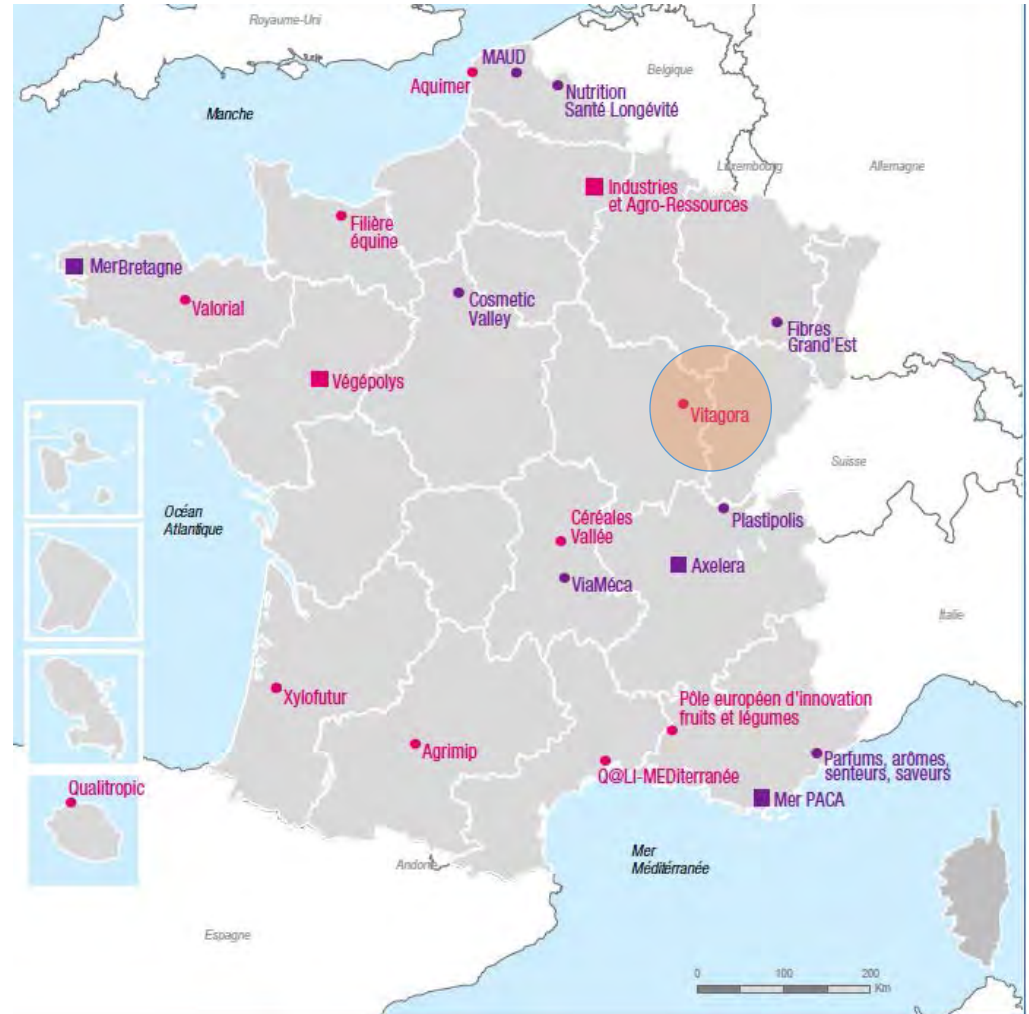 Royaume-Uni
MAUD
Belgique
Aquimer
Nutrition
Santé Longévité
Manche
Luxembourg
Allemagne
Industries
et Agro-Ressources
Filière
équine
MerBretagne
Valorial
Cosmetic
Valley
Fibres
Grand'Est
Végépolys
Vitagora
Suisse
Océan
Atlantique
Céréales
Vallée
Plastipolis
Axelera
ViaMéca
Italie
Xylofutur
Pôle européen d'innovation
fruits et légumes
Agrimip
Q@LI-MEDiterranée
Parfums, arômes,
senteurs, saveurs
Qualitropic
Mer PACA
Mer
Méditérranée
Andorre
Espagne
0 100 200
Km